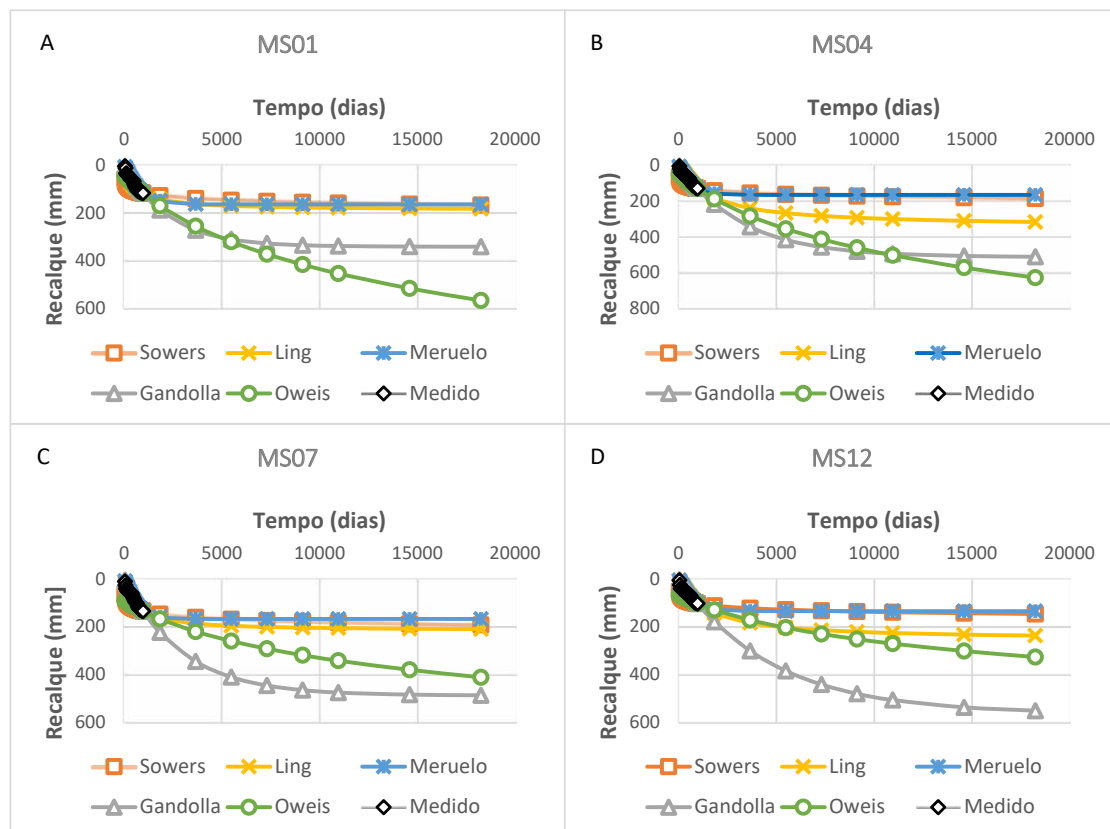 A
MS01
Tempo (dias)
0 5000 10000 15000 20000
0
200
400
600
Recalque (mm)
Sowers Ling Meruelo
Gandolla Oweis Medido
B
MS04
Tempo (dias)
0 5000 10000 15000 20000
0
200
400
600
800
Recalque (mm)
Sowers Ling Meruelo
Gandolla Oweis Medido
C
MS07
Tempo (dias)
0 5000 10000 15000 20000
0
200
400
600
Recalque [mm]
Sowers Ling Meruelo
Gandolla Oweis Medido
D
MS12
Tempo (dias)
0 5000 10000 15000 20000
0
200
400
600
Recalque (mm)
Sowers Ling Meruelo
Gandolla Oweis Medido